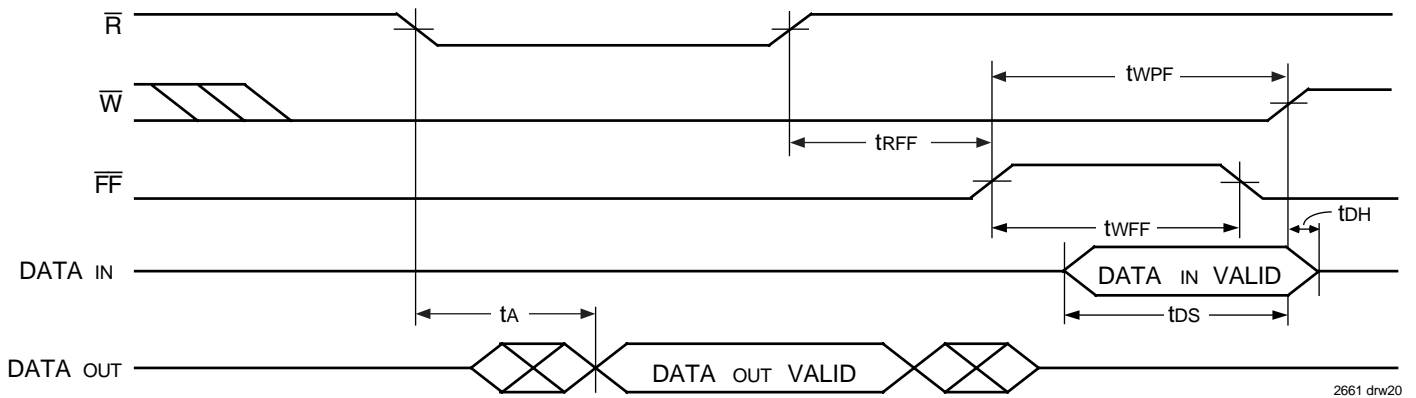 R
W
tWPF
tRFF
FF
tDH
tWFF
DATA IN
DATA IN VALID
tA
tDS
DATA OUT
DATA OUT VALID
2661 drw20